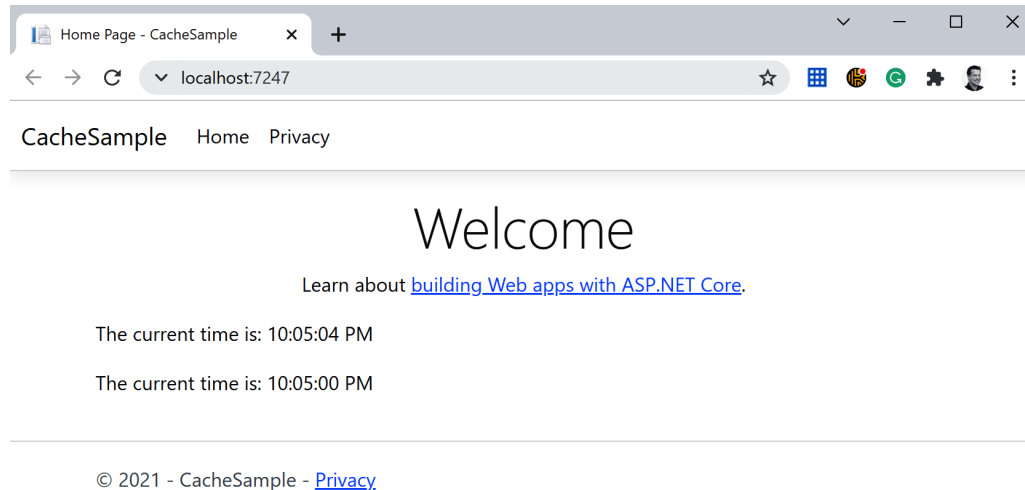 Home Page - CacheSample
localhost:7247
CacheSample Home Privacy
Welcome
Learn about building Web apps with ASP.NET Core.
The current time is: 10:05:04 PM
The current time is: 10:05:00 PM
© 2021 - CacheSample - Privacy